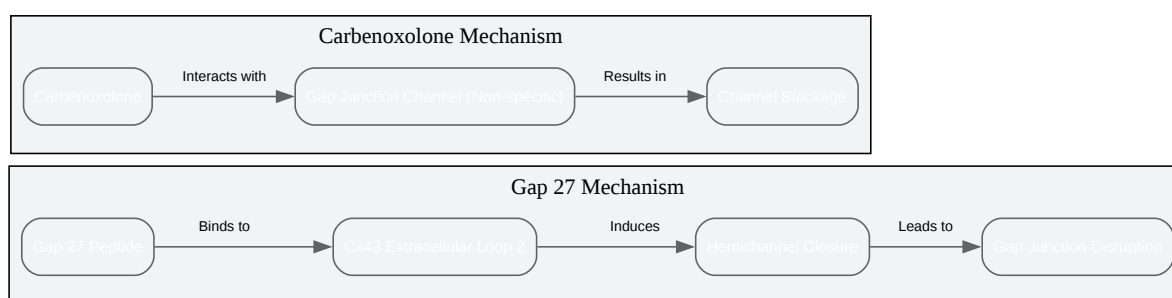 Carbenoxolone Mechanism
Carbenoxolone
Interacts with
Gap Junction Channel (Non-specific)
Results in
Channel Blockage
Gap 27 Mechanism
Gap 27 Peptide
Binds to
Cx43 Extracellular Loop 2
Induces
Hemichannel Closure
Leads to
Gap Junction Disruption